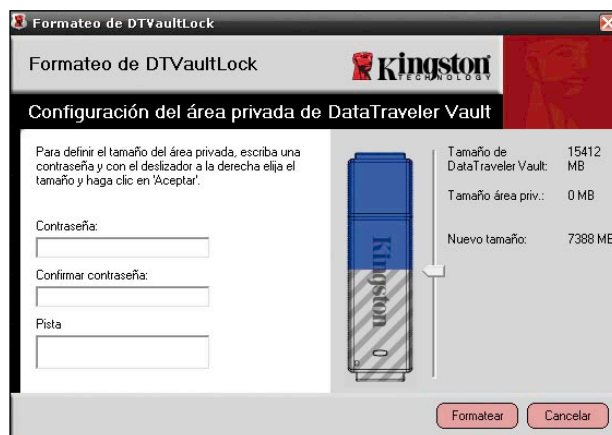 Formateo de DTVaultLock
Formateo de DTVaultLock
Kingston
TECHNOLOGY
Configuración del área privada de DataTraveler Vault
Para definir el tamaño del área privada, escriba una
contraseña y con el deslizador a la derecha elija el
tamaño y haga clic en 'Aceptar'.
Contraseña:
Confirmar contraseña:
Pista
Kingston
Tamaño de
DataTraveler Vault:
15412
MB
Tamaño área priv.:
0 MB
Nuevo tamaño:
7388 MB
Formatear
Cancelar